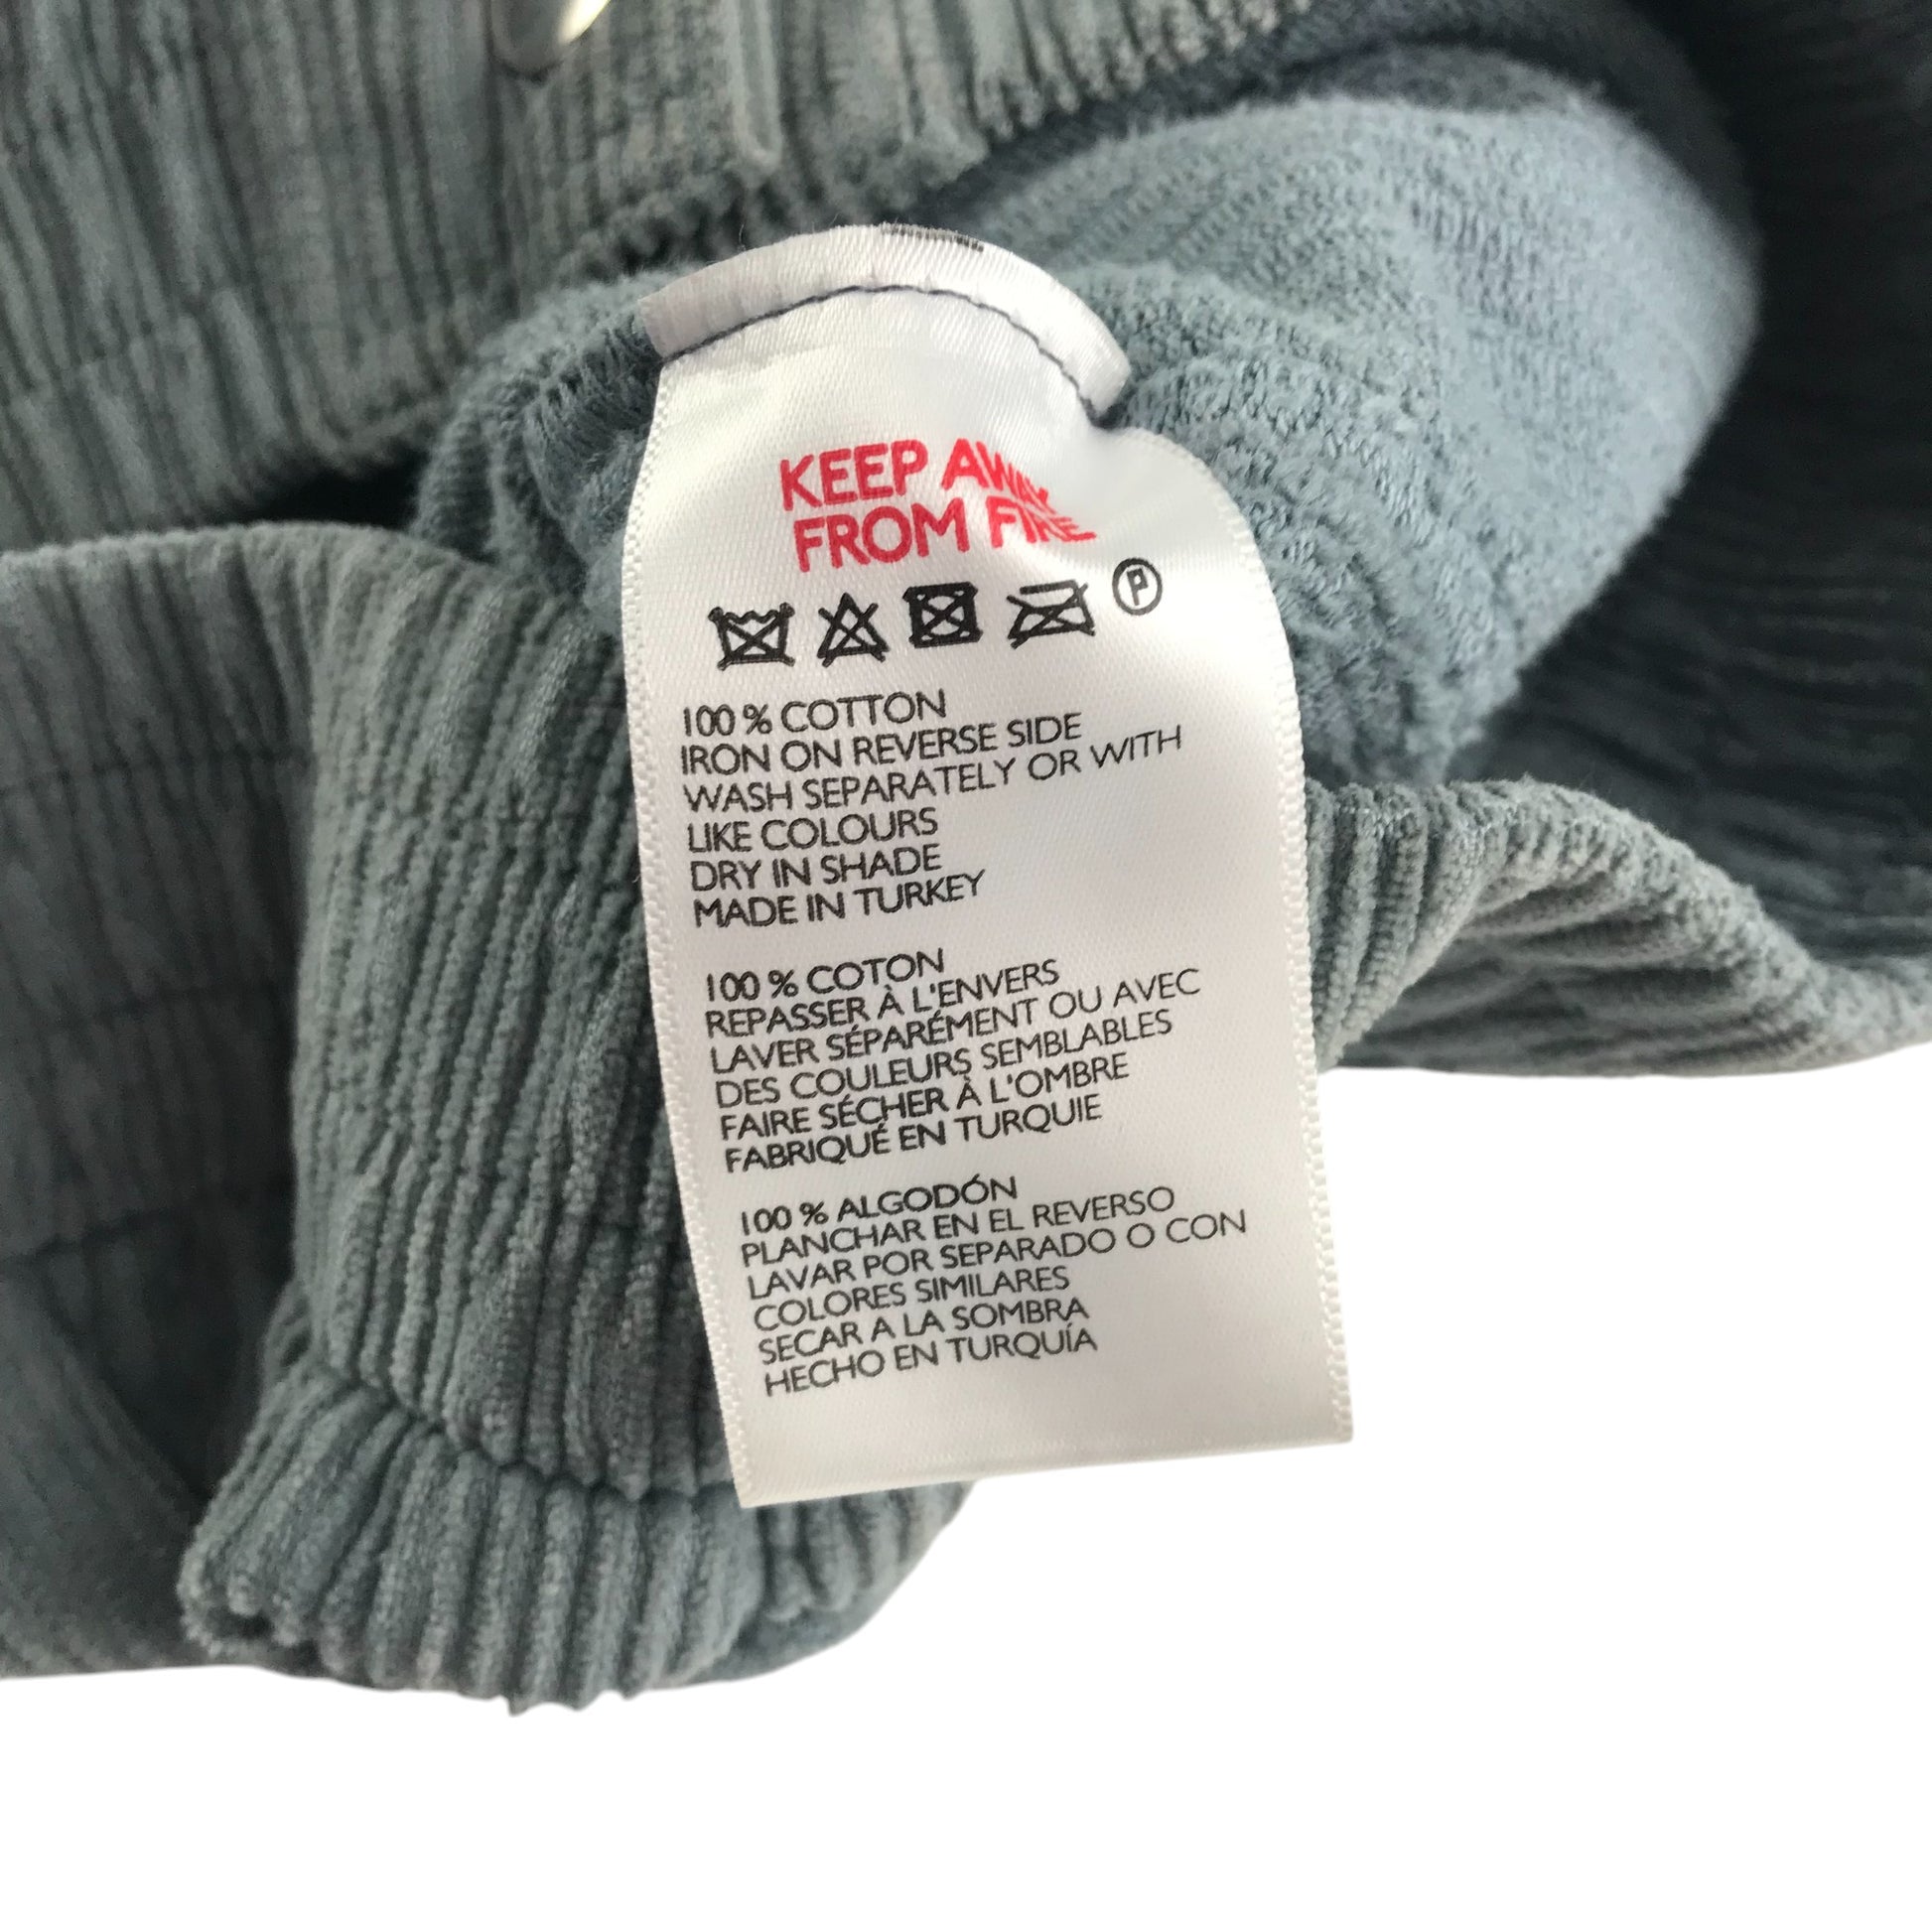 KEEP AWAY
FROM FIRE
P
100 % COTTON
IRON ON REVERSE SIDE
WASH SEPARATELY OR WITH
LIKE COLOURS
DRY IN SHADE
MADE IN TURKEY
100 % COTON
REPASSER À L'ENVERS
LAVER SÉPARÉMENT OU AVEC
DES COULEURS SEMBLABLES
FAIRE SÉCHER À L'OMBRE
FABRIQUÉ EN TURQUIE
100 % ALGODÓN
PLANCHAR EN EL REVERSO
LAVAR POR SEPARADO O CON
COLORES SIMILARES
SECAR A LA SOMBRA
HECHO EN TURQUÍA